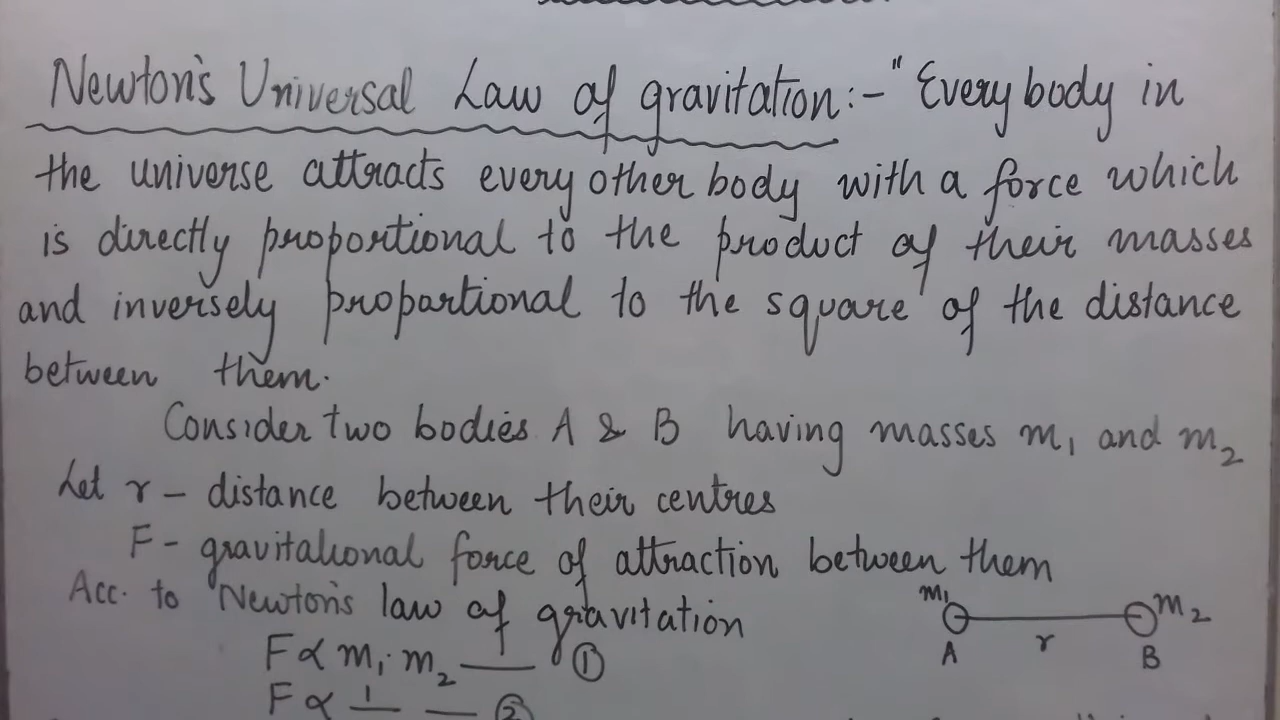 Newton's Universal Law of gravitation:- "Every body in
the universe attracts every other body with a force which
is directly proportional to the product of their masses
and inversely proportional to the square of the distance
between them.
Consider two bodies A & B having masses m₁ and m₂
Let r - distance between their centres
F - gravitational force of attraction between them
Acc. to Newton's law of gravitation
m₁ m₂
r
A B
F ∝ m₁. m₂ — ①
F ∝ 1 — ②